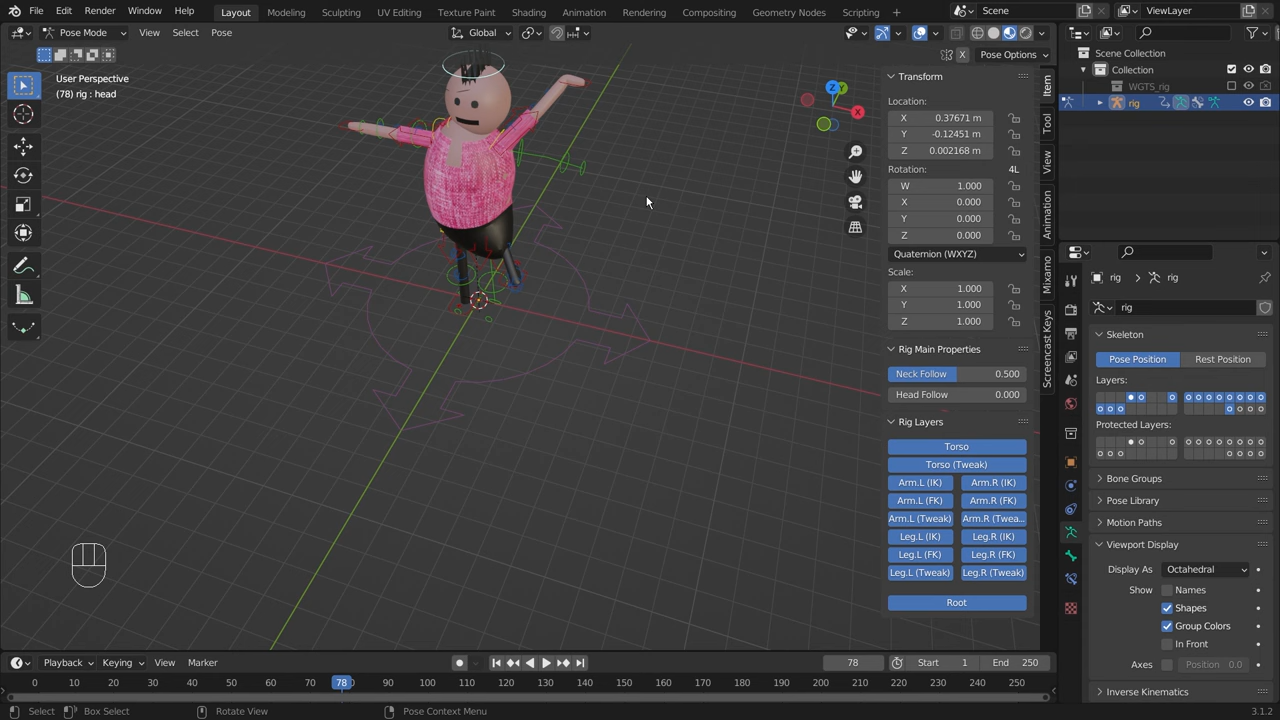 File Edit Render Window Help Layout Modeling Sculpting UV Editing Texture Paint Shading Animation Rendering Compositing Geometry Nodes Scripting + Scene ViewLayer
Pose Mode View Select Pose Global
X Pose Options
User Perspective
(78) rig : head
Z Y X
Transform
Location:
X 0.37671 m
Y -0.12451 m
Z 0.002168 m
Rotation: 4L
W 1.000
X 0.000
Y 0.000
Z 0.000
Quaternion (WXYZ)
Scale:
X 1.000
Y 1.000
Z 1.000
Rig Main Properties
Neck Follow 0.500
Head Follow 0.000
Rig Layers
Torso
Torso (Tweak)
Arm.L (IK) Arm.R (IK)
Arm.L (FK) Arm.R (FK)
Arm.L (Tweak) Arm.R (Twea...
Leg.L (IK) Leg.R (IK)
Leg.L (FK) Leg.R (FK)
Leg.L (Tweak) Leg.R (Tweak)
Root
Item
Tool
View
Animation
Mixamo
Screencast Keys
Scene Collection
Collection
WGTS_rig
rig
rig > rig
rig
Skeleton
Pose Position Rest Position
Layers:
Protected Layers:
Bone Groups
Pose Library
Motion Paths
Viewport Display
Display As Octahedral
Show Names
Shapes
Group Colors
In Front
Axes Position 0.0
Inverse Kinematics
Playback Keying View Marker 78 Start 1 End 250
0 10 20 30 40 50 60 70 78 90 100 110 120 130 140 150 160 170 180 190 200 210 220 230 240 250
Select Box Select Rotate View Pose Context Menu 3.1.2